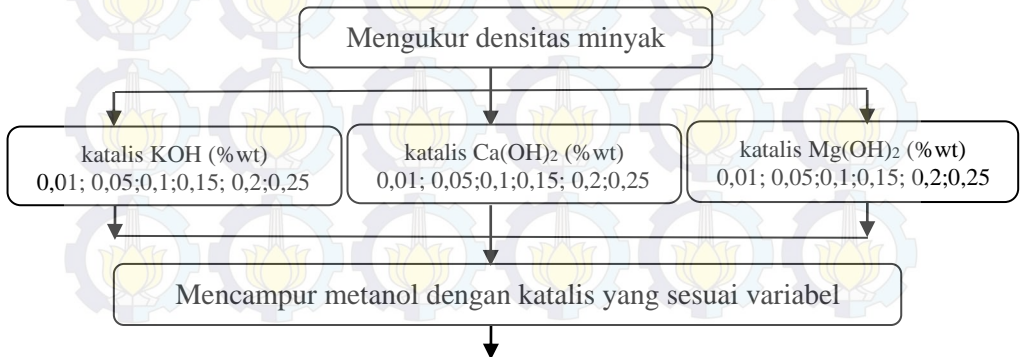 Mengukur densitas minyak
katalis KOH (%wt)
0,01; 0,05;0,1;0,15; 0,2;0,25
katalis Ca(OH)₂ (%wt)
0,01; 0,05;0,1;0,15; 0,2;0,25
katalis Mg(OH)₂ (%wt)
0,01; 0,05;0,1;0,15; 0,2;0,25
Mencampur metanol dengan katalis yang sesuai variabel